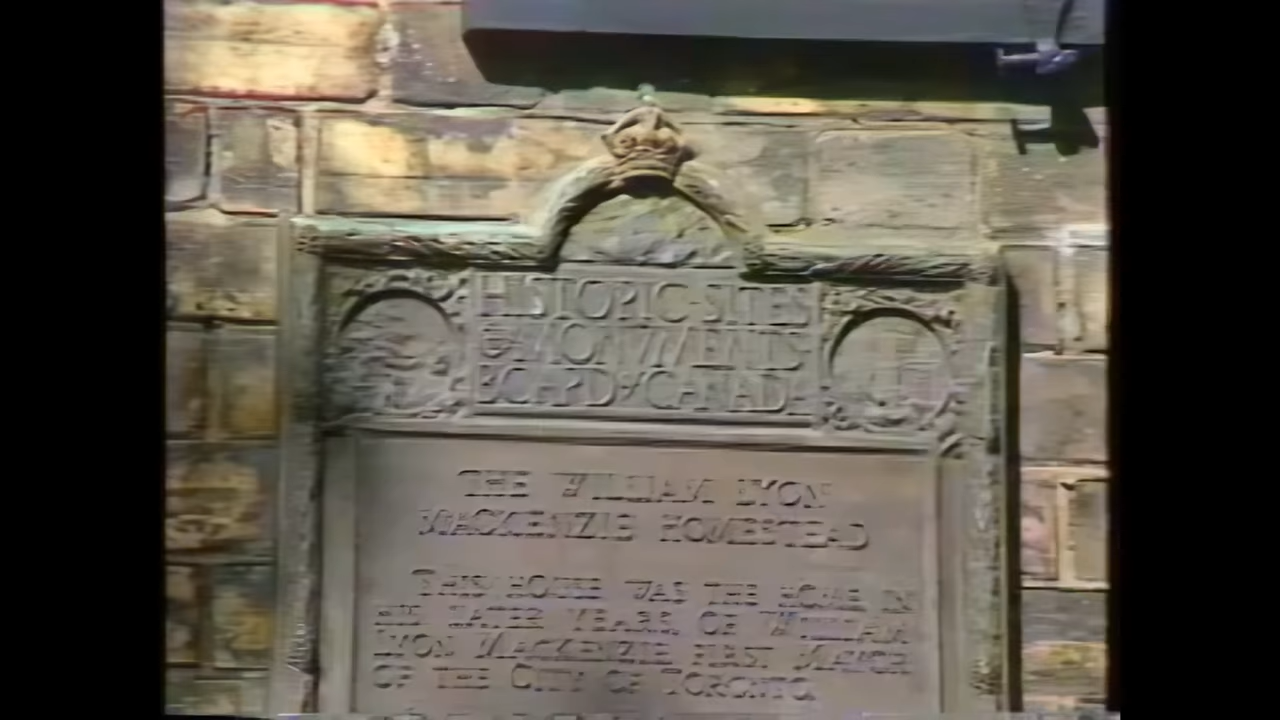 HISTORIC·SITES
& MONUMENTS
BOARD of CANADA
THE WILLIAM LYON
MACKENZIE HOMESTEAD
THIS HOUSE WAS THE HOME IN
HIS LATER YEARS OF WILLIAM
LYON MACKENZIE FIRST MAYOR
OF THE CITY OF TORONTO.